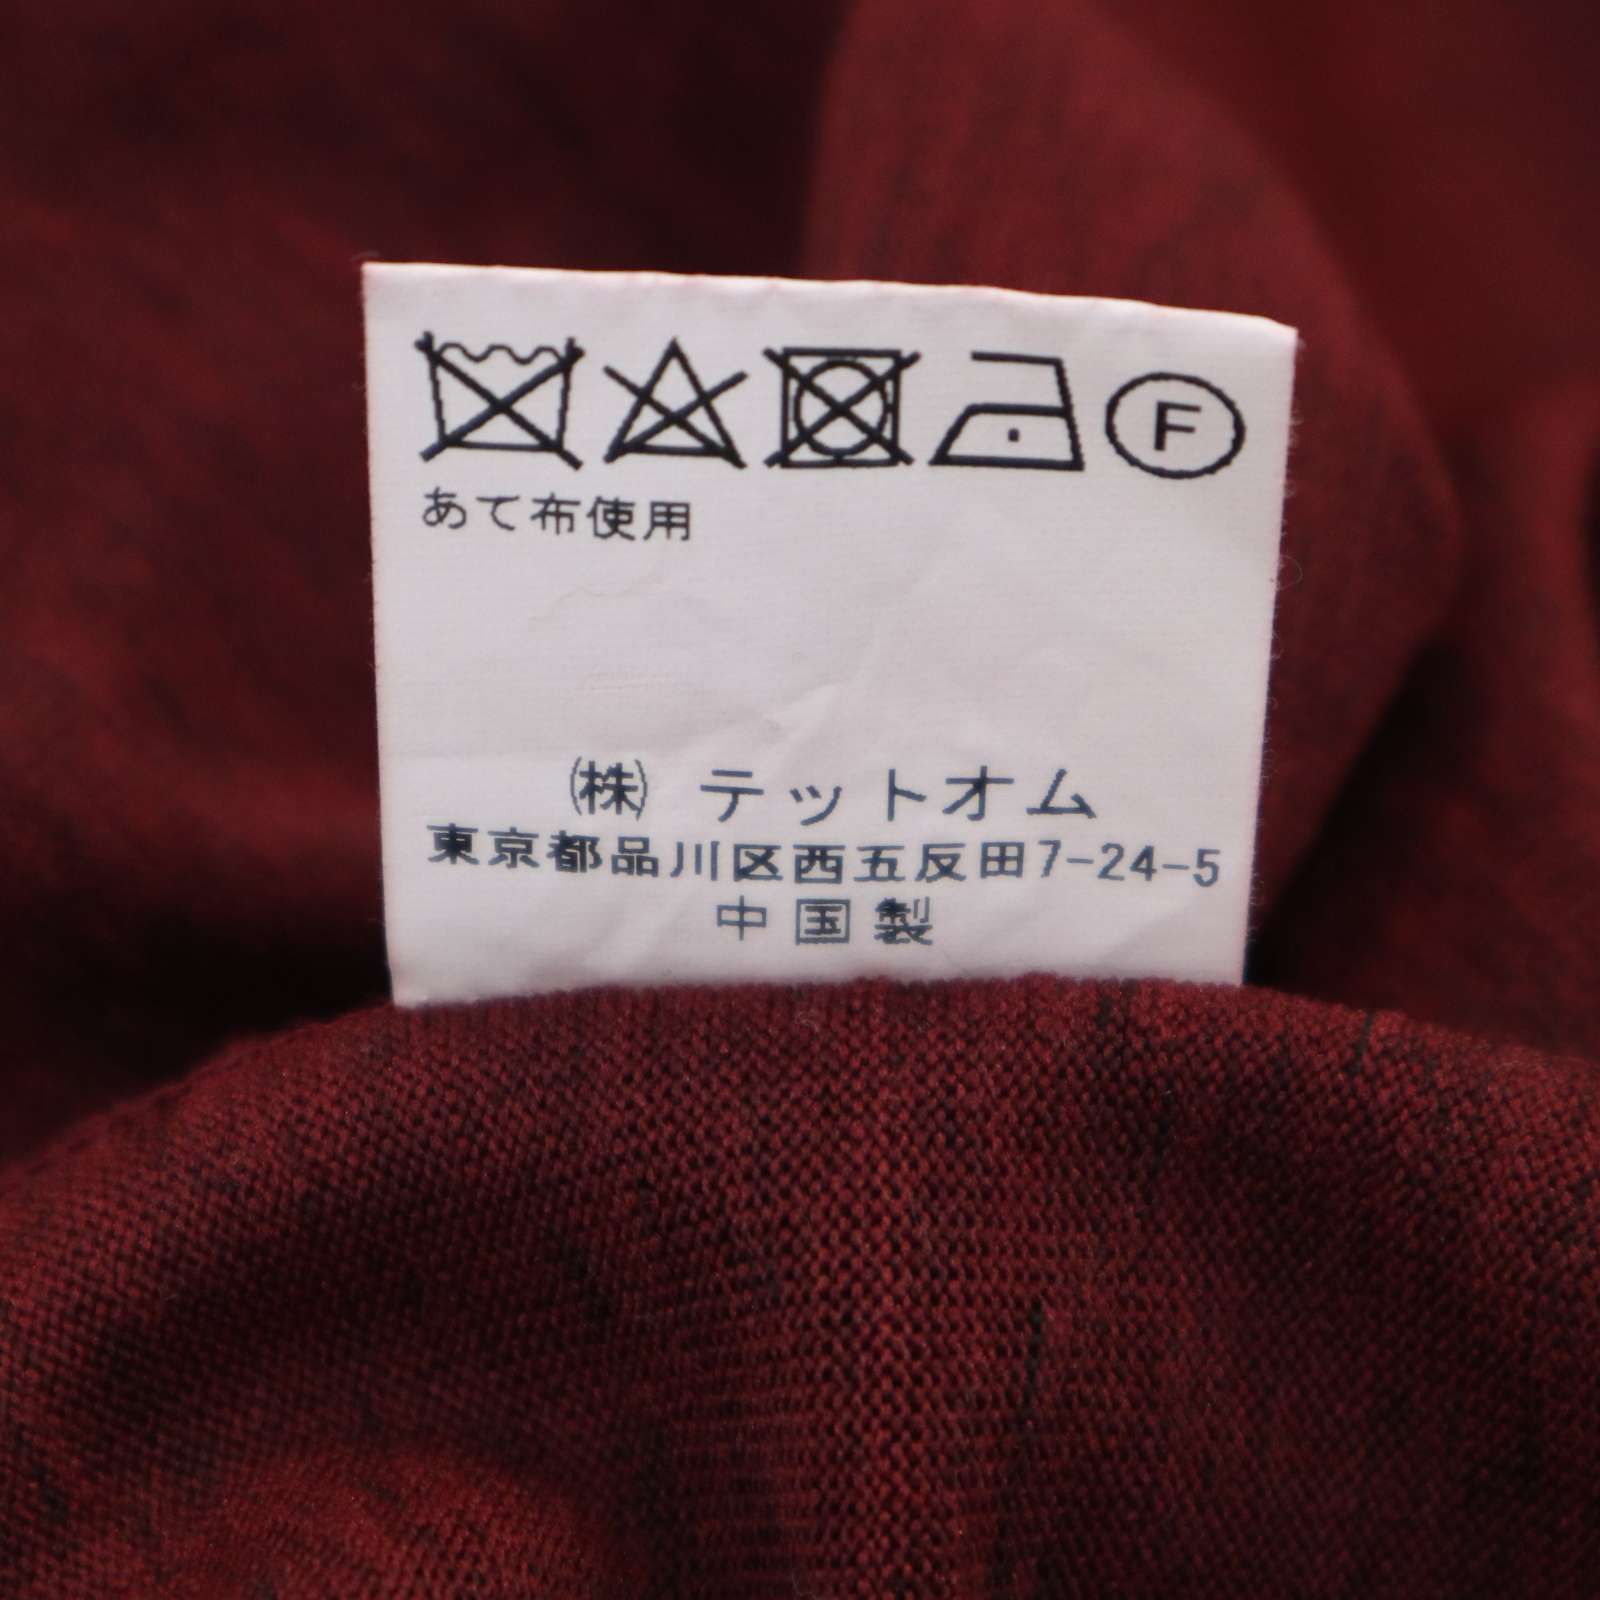 F
あて布使用
㈱ テットオム
東京都品川区西五反田7-24-5
中国製